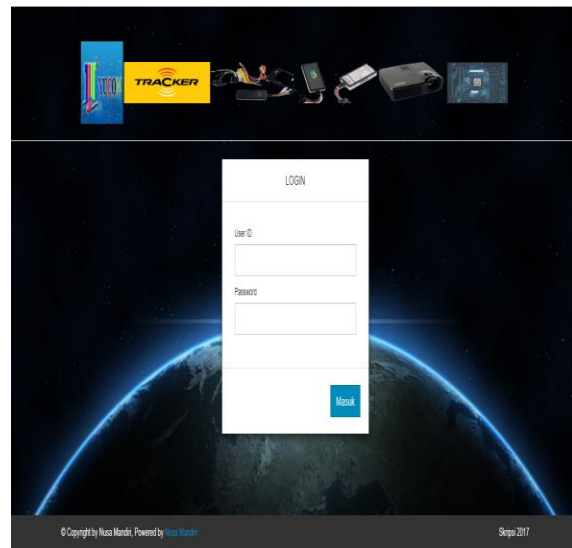 TRACKER
LOGIN
User ID
Password
Masuk
© Copyright by Nusa Mandiri, Powered by Nusa Mandiri
Skripsi 2017